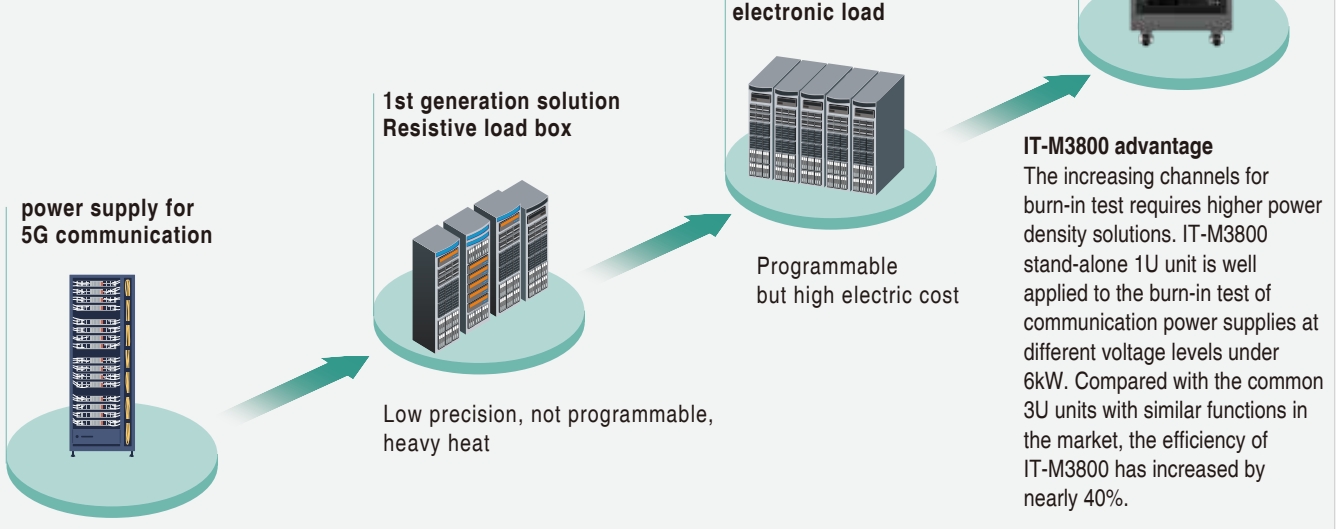 power supply for
5G communication
1st generation solution
Resistive load box
Low precision, not programmable,
heavy heat
electronic load
Programmable
but high electric cost
IT-M3800 advantage
The increasing channels for
burn-in test requires higher power
density solutions. IT-M3800
stand-alone 1U unit is well
applied to the burn-in test of
communication power supplies at
different voltage levels under
6kW. Compared with the common
3U units with similar functions in
the market, the efficiency of
IT-M3800 has increased by
nearly 40%.